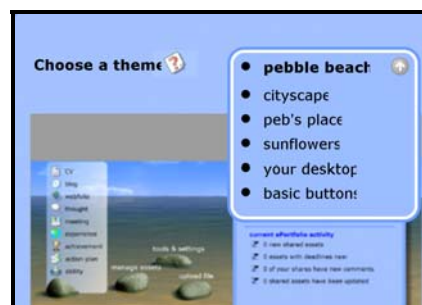 Choose a theme
pebble beach
cityscape
peb's place
sunflowers
your desktop
basic buttons
CV
blog
webfolio
thought
meeting
experience
achievement
action plan
ability
tools & settings
manage assets
upload file
current ePortfolio activity
0 new shared assets
0 assets with deadlines near
0 of your shares have new comments
0 shared assets have been updated